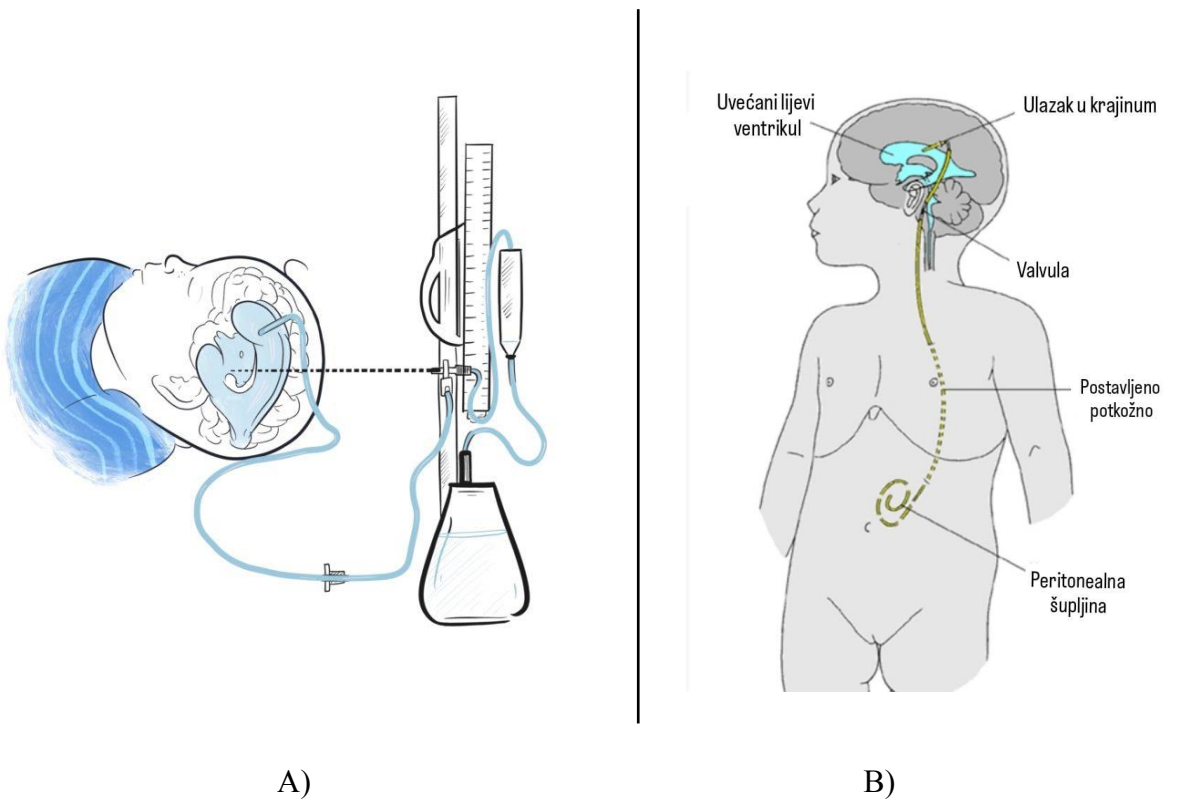 Uvećani lijevi
ventrikul
Ulazak u krajinum
Valvula
Postavljeno
potkožno
Peritonealna
šupljina
A)
B)